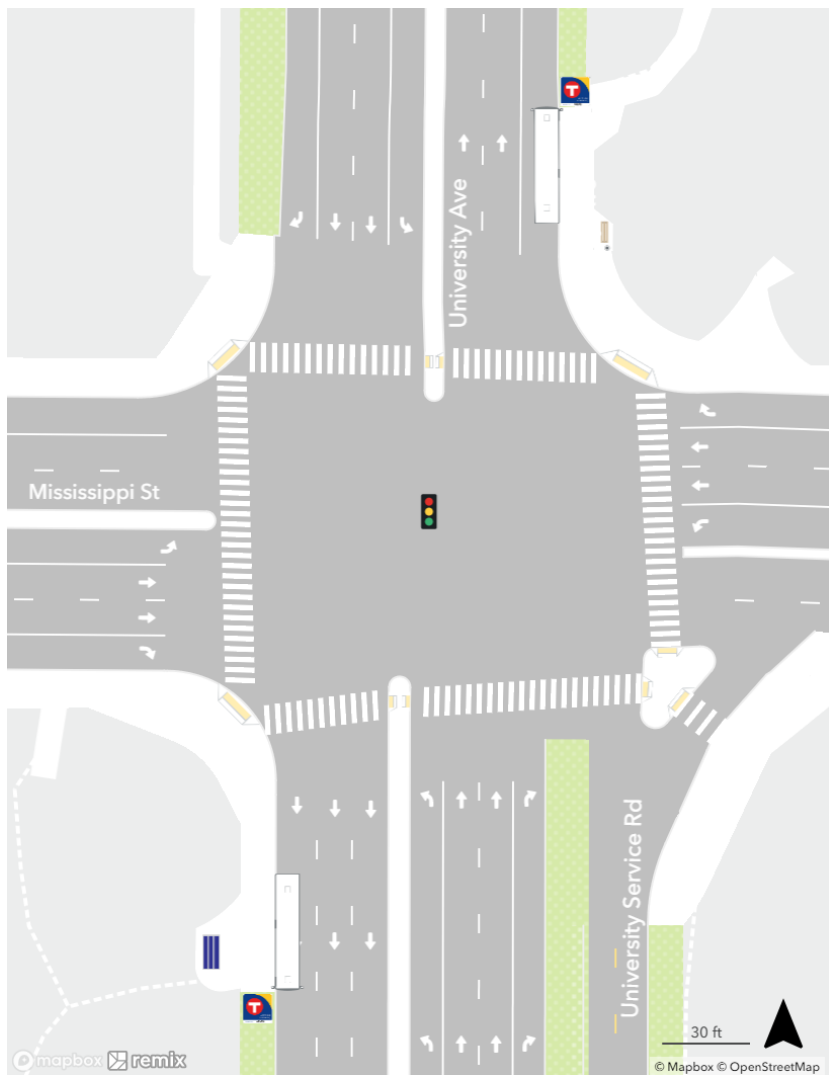 University Ave
Mississippi St
University Service Rd
30 ft
mapbox remix
© Mapbox © OpenStreetMap
T
T